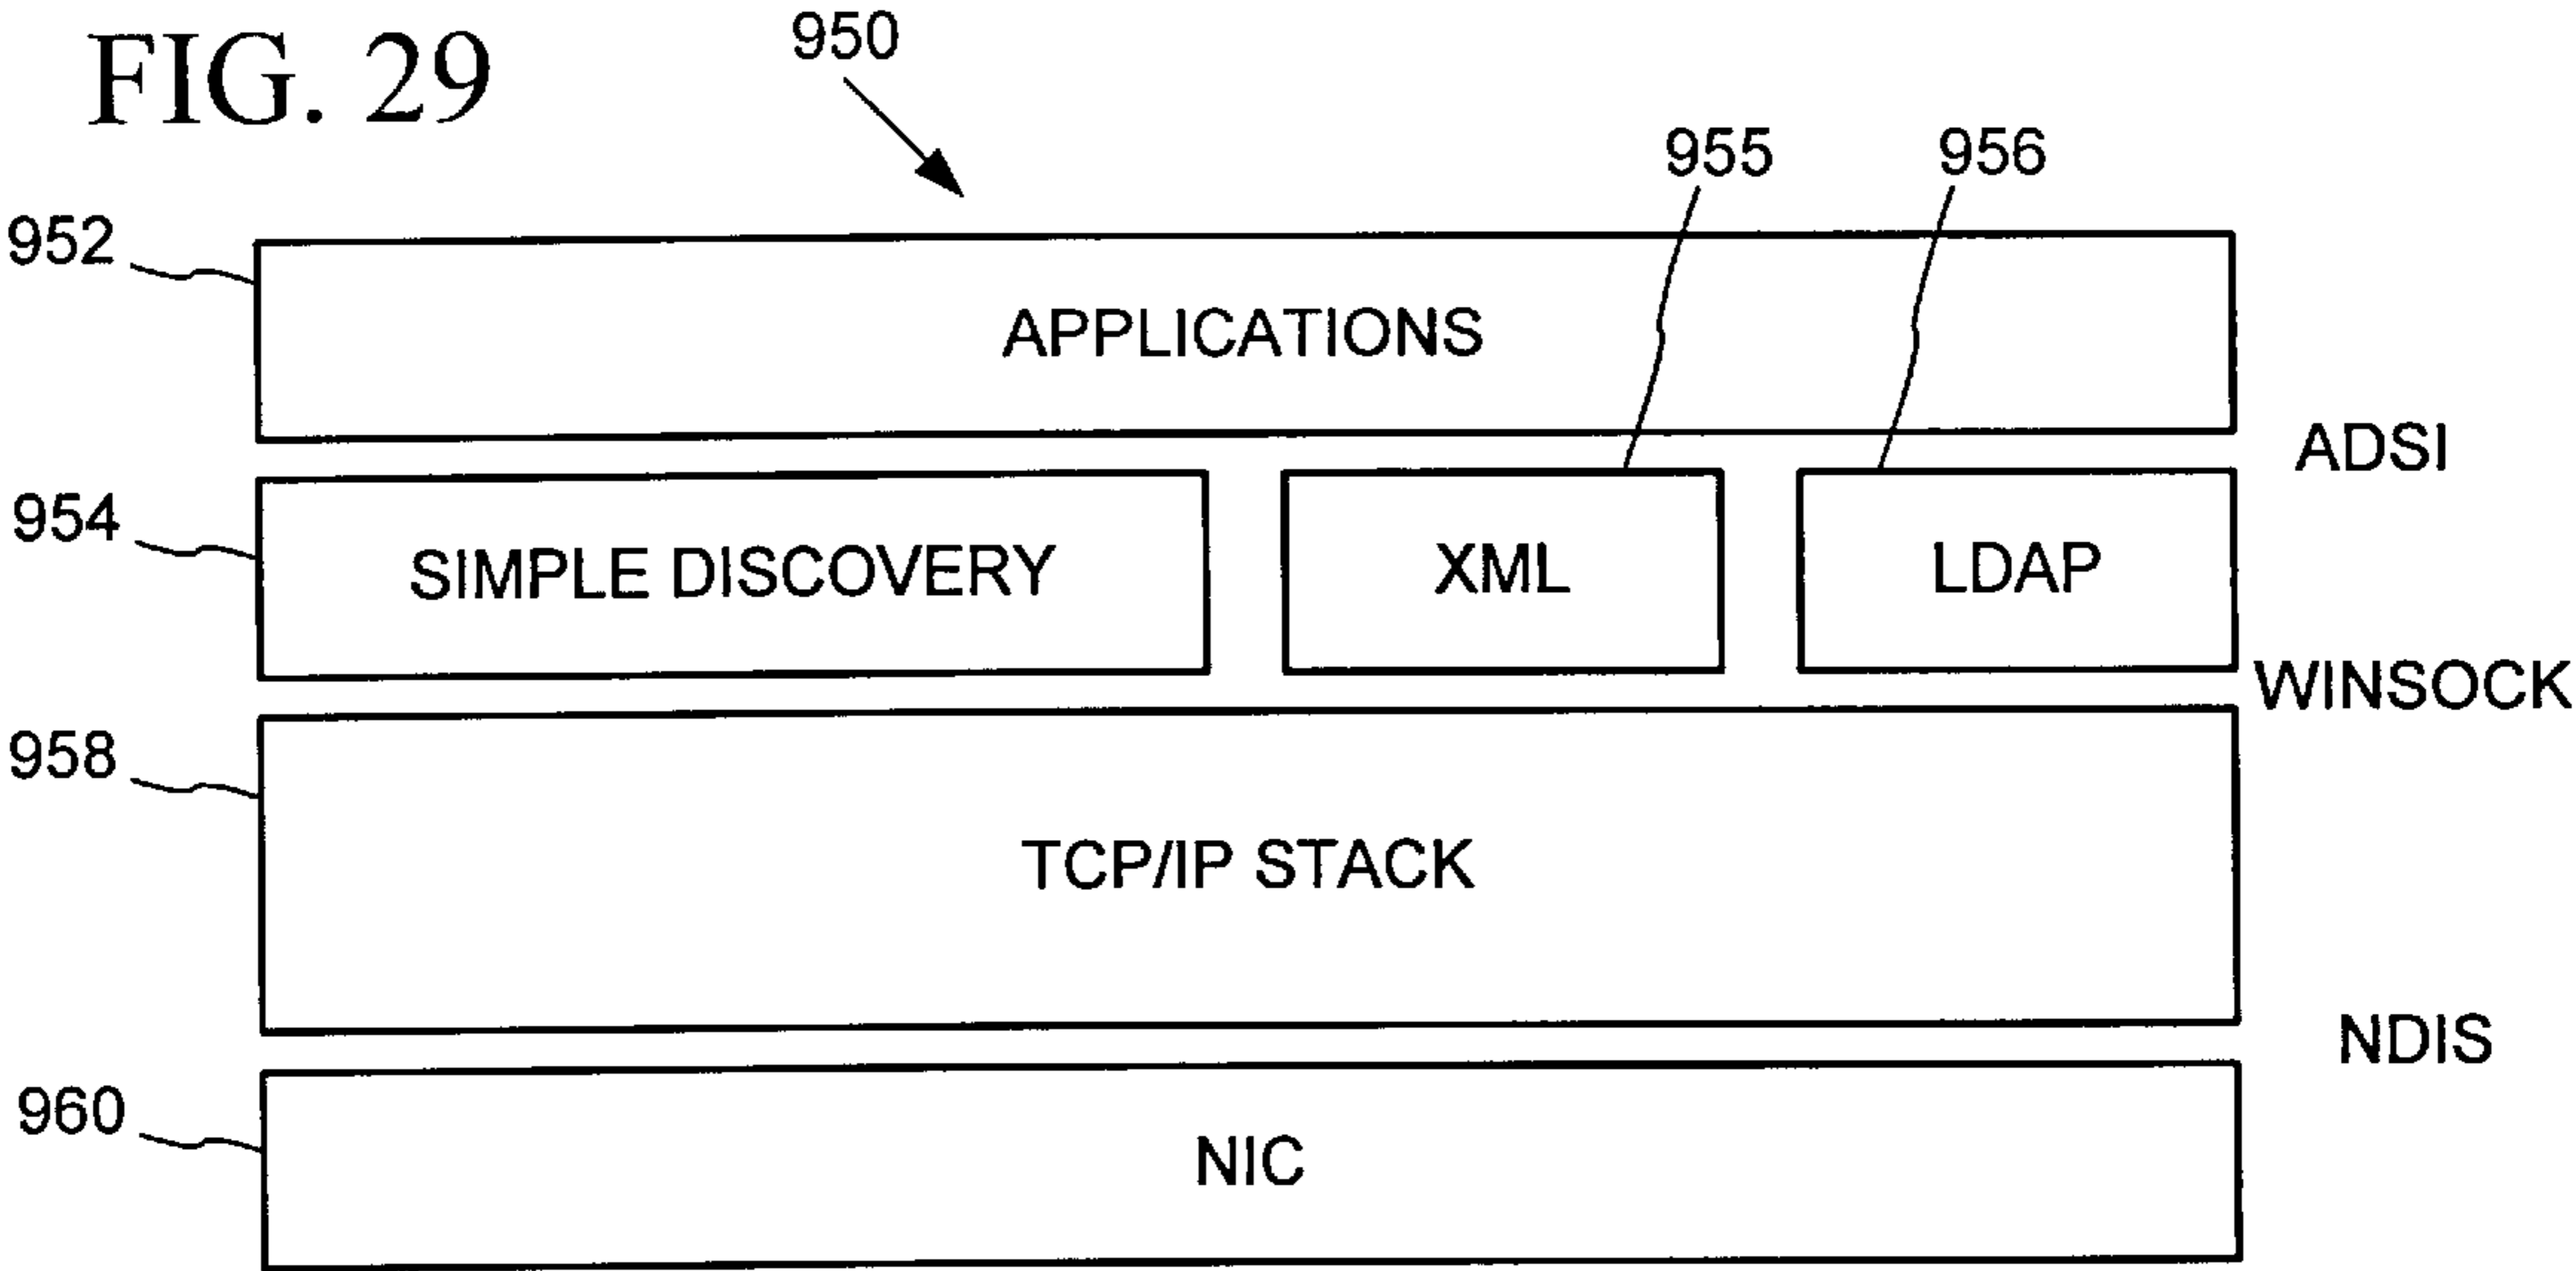 FIG. 29
950
955
956
952
APPLICATIONS
ADSI
954
SIMPLE DISCOVERY
XML
LDAP
WINSOCK
958
TCP/IP STACK
NDIS
960
NIC